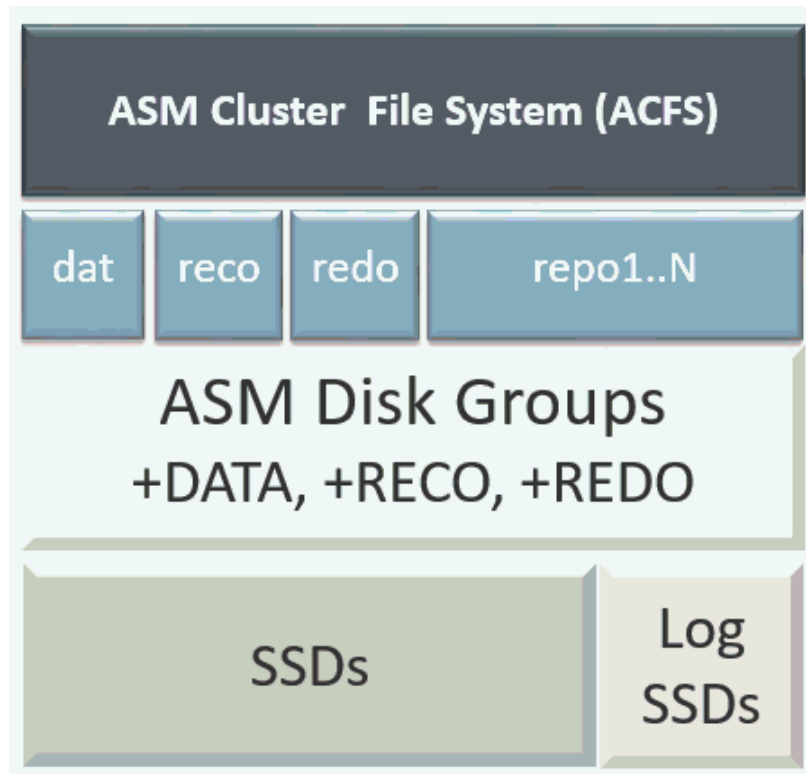 ASM Cluster File System (ACFS)
dat reco redo repo1..N
ASM Disk Groups
+DATA, +RECO, +REDO
SSDs
Log
SSDs